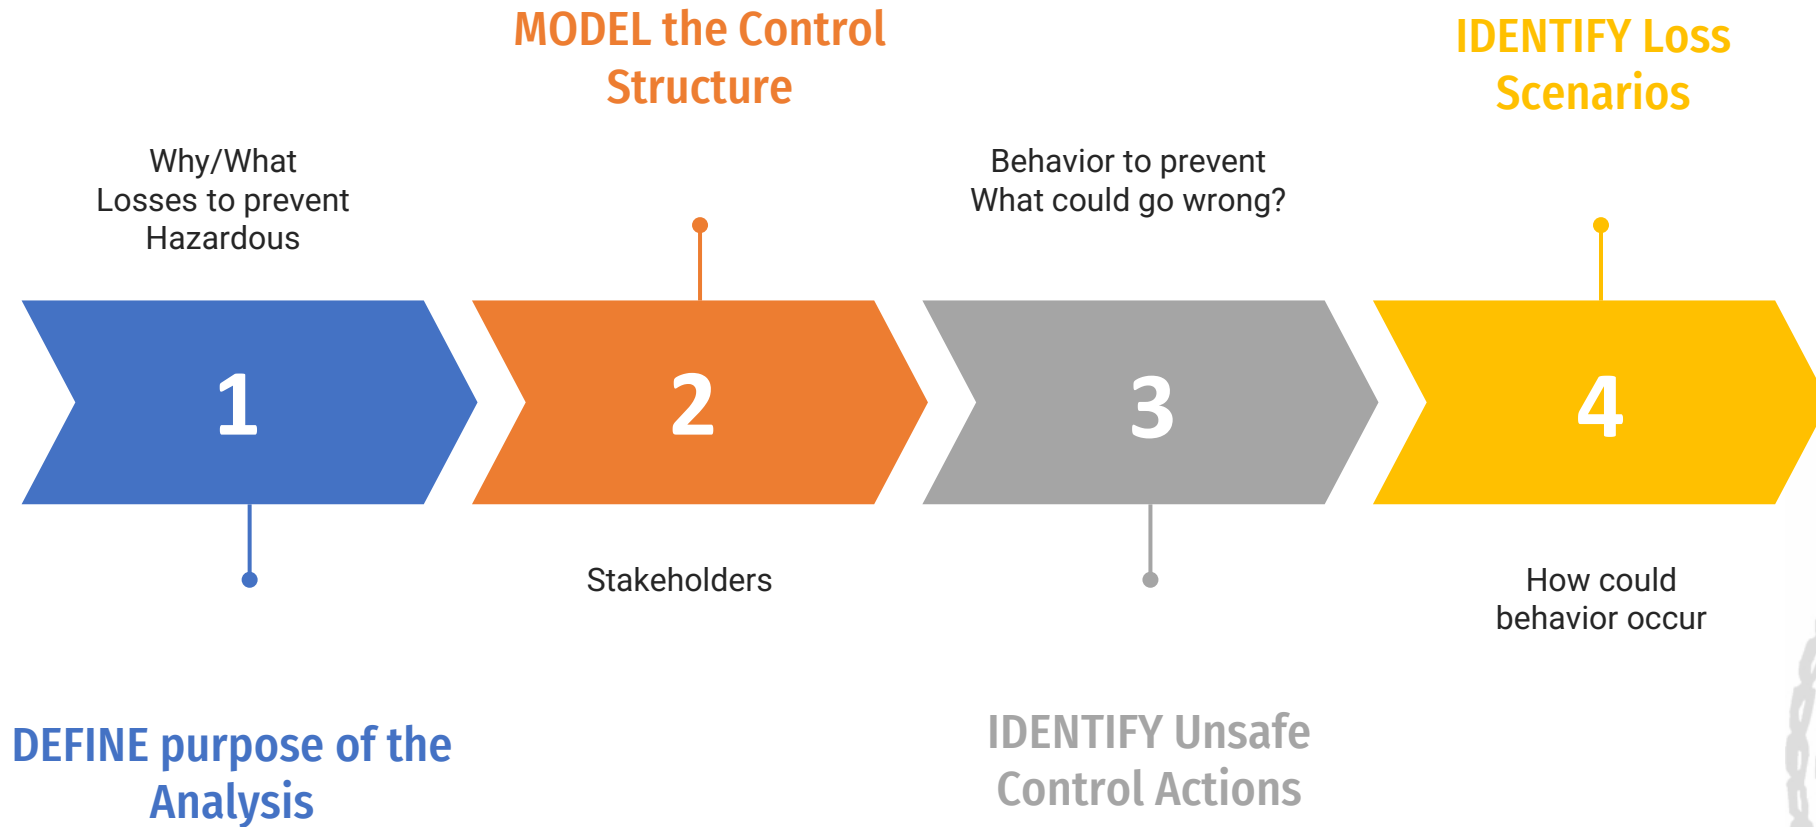 MODEL the Control
Structure
IDENTIFY Loss
Scenarios
Why/What
Losses to prevent
Hazardous
Behavior to prevent
What could go wrong?
1
2
3
4
Stakeholders
How could
behavior occur
DEFINE purpose of the
Analysis
IDENTIFY Unsafe
Control Actions